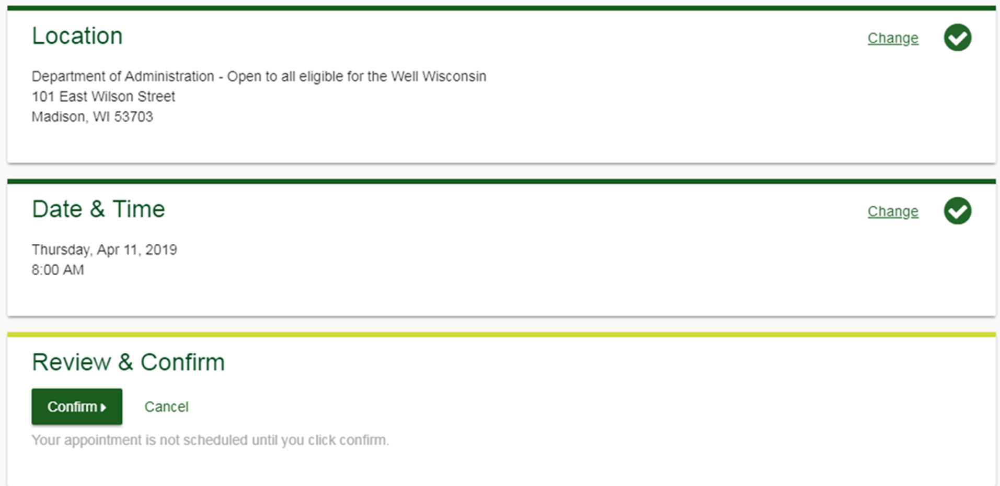 Location
Change
Department of Administration - Open to all eligible for the Well Wisconsin
101 East Wilson Street
Madison, WI 53703
Date & Time
Change
Thursday, Apr 11, 2019
8:00 AM
Review & Confirm
Confirm
Cancel
Your appointment is not scheduled until you click confirm.